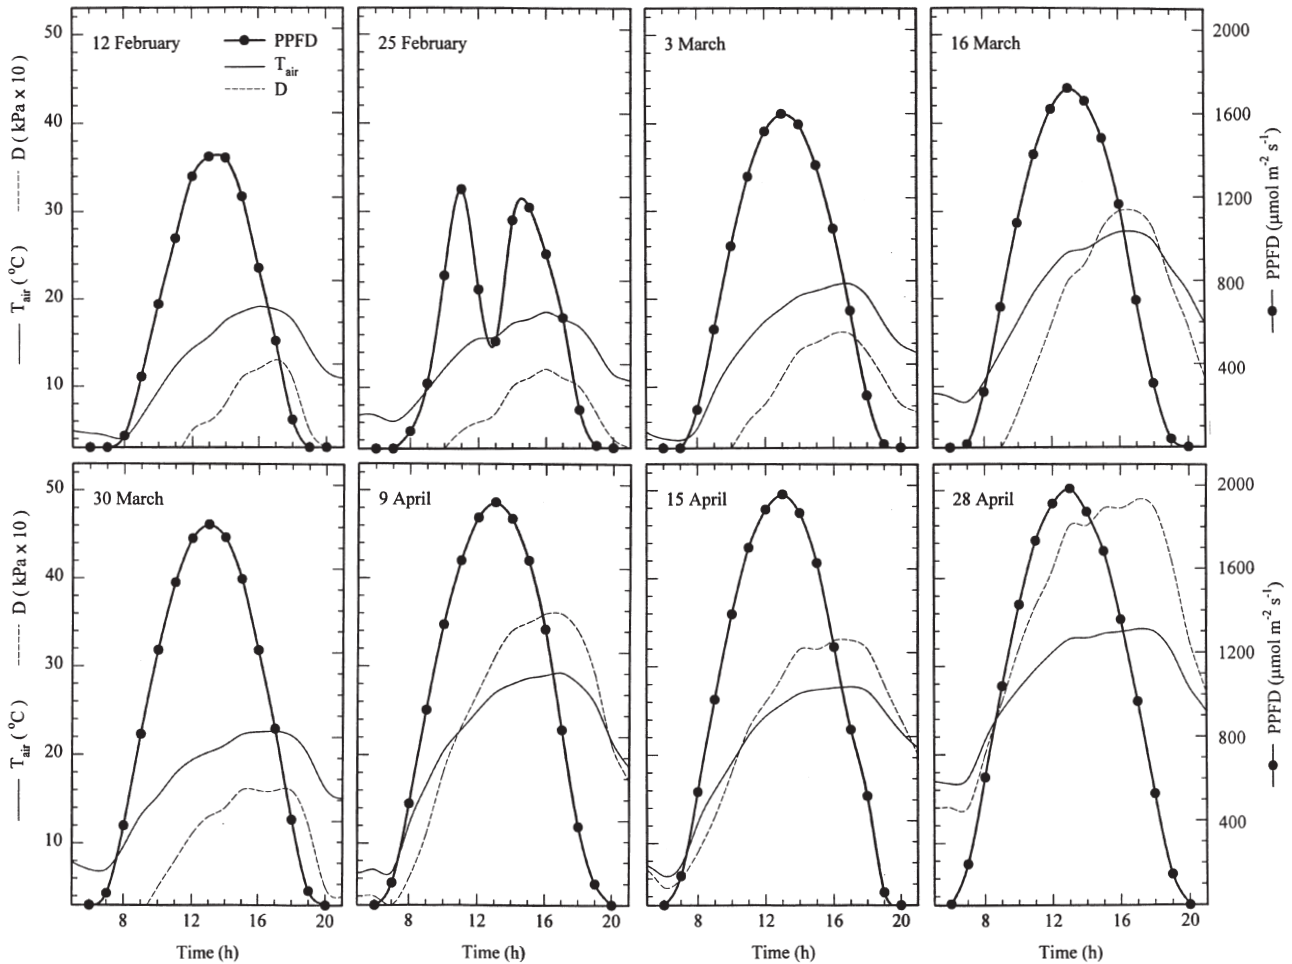 12 February
PPFD
T air
D
25 February
3 March
16 March
50
40
30
20
10
T air ( °C)
D ( kPa x 10)
2000
1600
1200
800
400
PPFD (µmol m-2 s-1)
30 March
9 April
15 April
28 April
50
40
30
20
10
T air ( °C)
D ( kPa x 10)
2000
1600
1200
800
400
PPFD (µmol m-2 s-1)
8 12 16 20
8 12 16 20
8 12 16 20
8 12 16 20
Time (h)
Time (h)
Time (h)
Time (h)